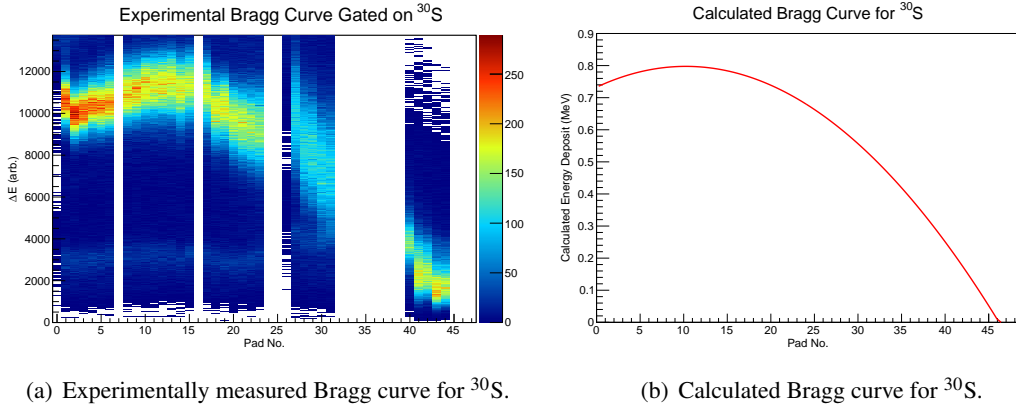 Experimental Bragg Curve Gated on ³⁰S
ΔE (arb.)
12000
10000
8000
6000
4000
2000
0
0 5 10 15 20 25 30 35 40 45
Pad No.
250
200
150
100
50
0
Calculated Bragg Curve for ³⁰S
Calculated Energy Deposit (MeV)
0.9
0.8
0.7
0.6
0.5
0.4
0.3
0.2
0.1
0
0 5 10 15 20 25 30 35 40 45
Pad No.
(a) Experimentally measured Bragg curve for ³⁰S.
(b) Calculated Bragg curve for ³⁰S.